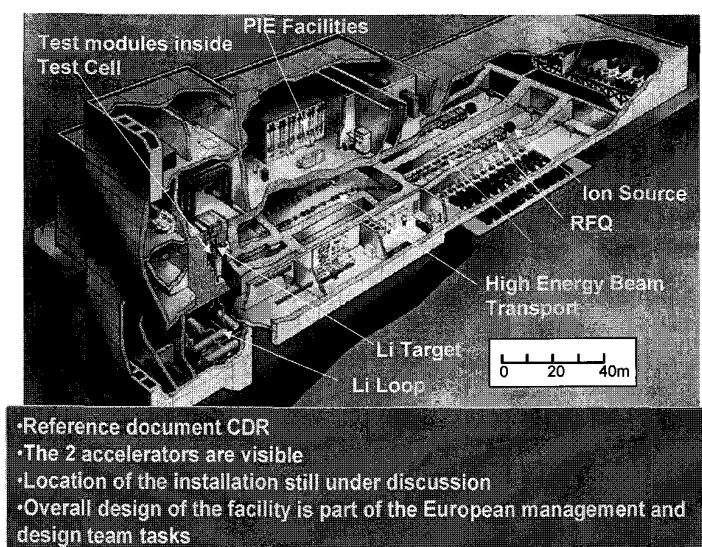 PIE Facilities
Test modules inside
Test Cell
Ion Source
RFQ
High Energy Beam
Transport
Li Target
Li Loop
0 20 40m
•Reference document CDR
•The 2 accelerators are visible
•Location of the installation still under discussion
•Overall design of the facility is part of the European management and
design team tasks